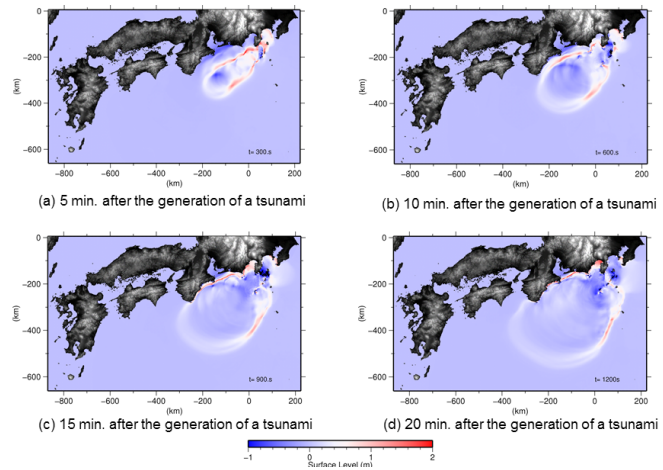 0
−200
−400
−600
(km)
−800 −600 −400 −200 0 200
(km)
t= 300.s
0
−200
−400
−600
(km)
−800 −600 −400 −200 0 200
(km)
t= 600.s
(a) 5 min. after the generation of a tsunami
(b) 10 min. after the generation of a tsunami
0
−200
−400
−600
(km)
−800 −600 −400 −200 0 200
(km)
t= 900.s
0
−200
−400
−600
(km)
−800 −600 −400 −200 0 200
(km)
t= 1200s
(c) 15 min. after the generation of a tsunami
(d) 20 min. after the generation of a tsunami
−1 0 1 2
Surface Level (m)